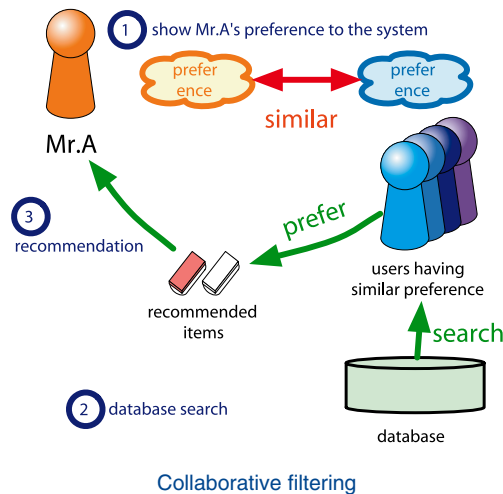 1 show Mr.A's preference to the system
prefer
ence
prefer
ence
similar
Mr.A
3
recommendation
prefer
recommended
items
users having
similar preference
search
2 database search
database
Collaborative filtering